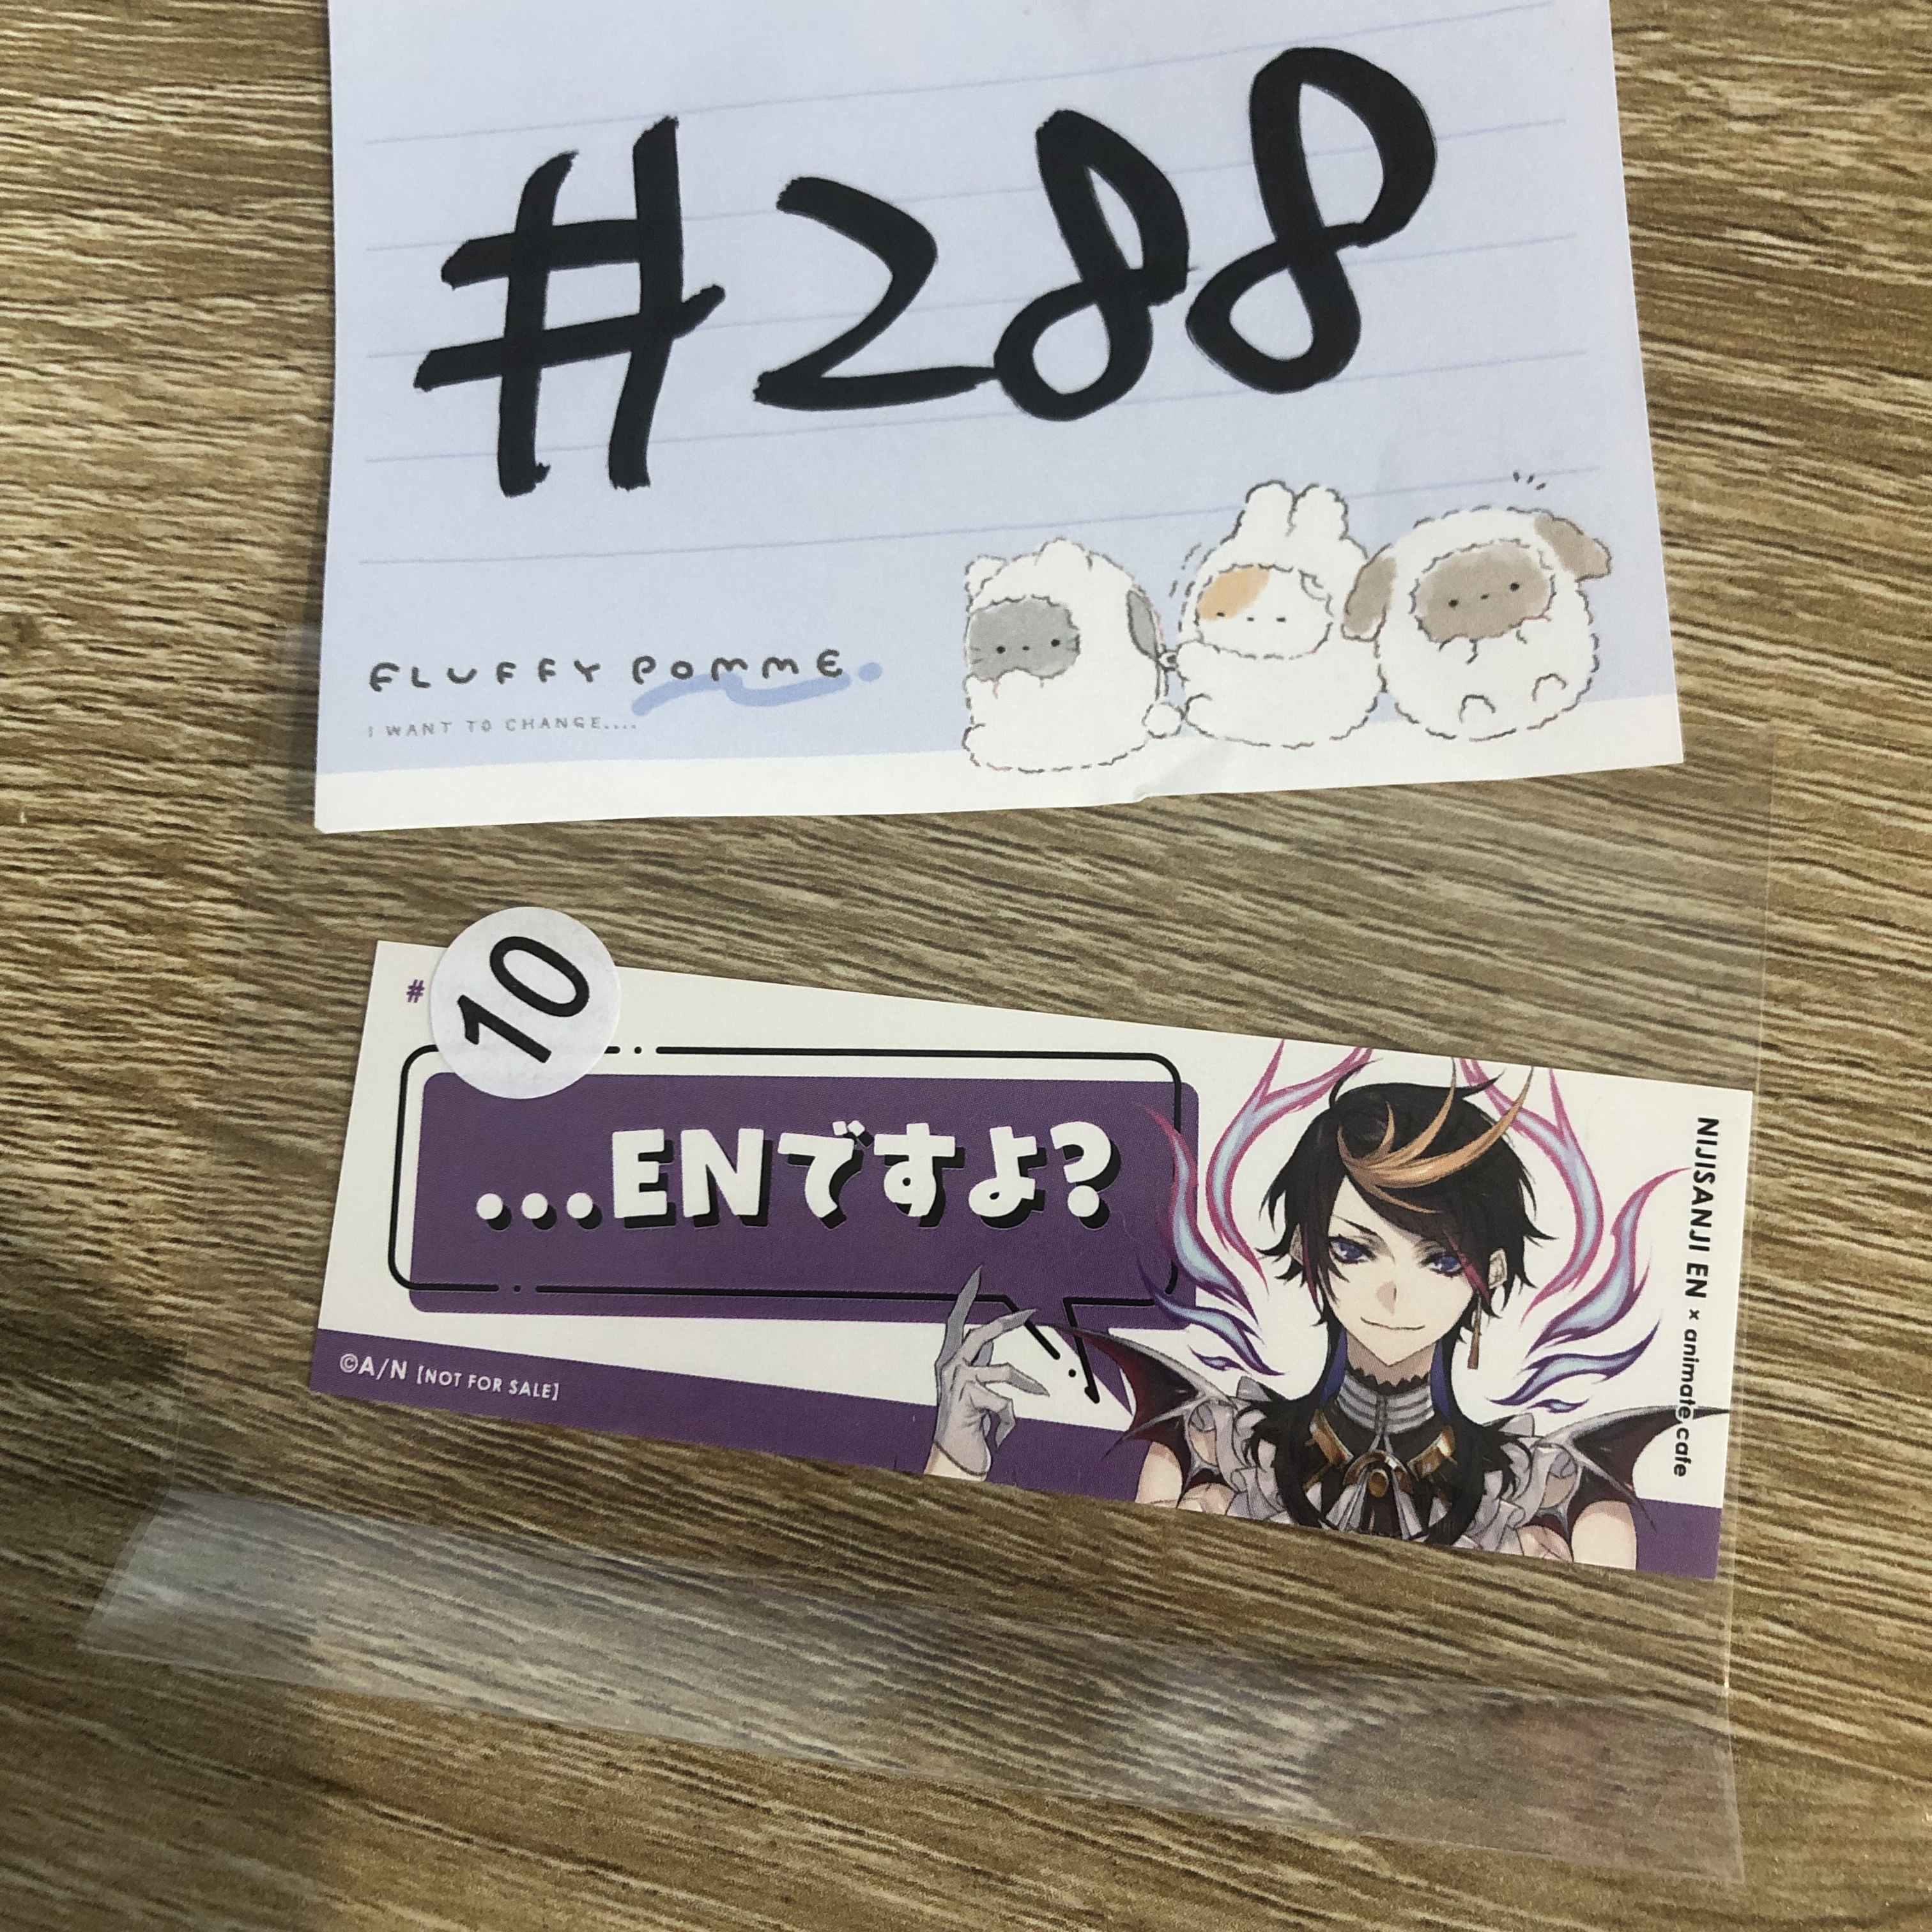 #288
FLUFFY POMME
I WANT TO CHANGE....
10
#
...ENですよ?
NIJISANJI EN × animate cafe
©A/N [NOT FOR SALE]